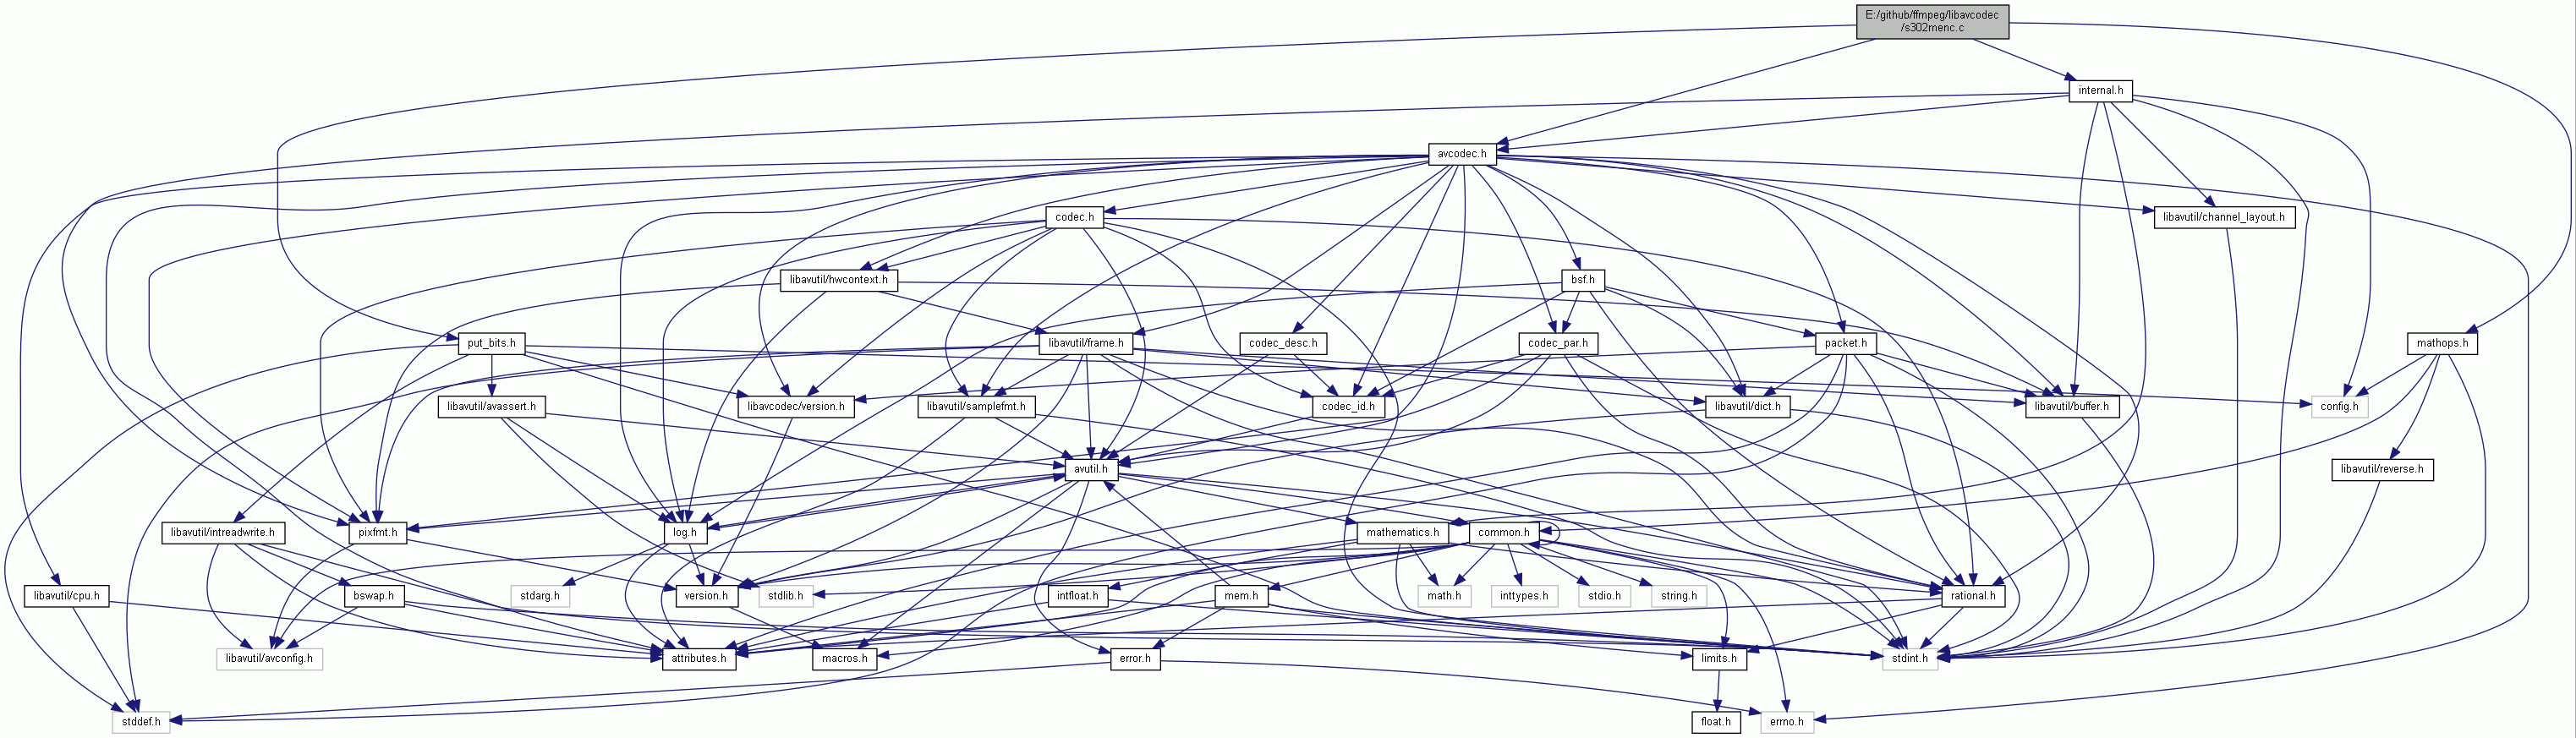 E:/github/ffmpeg/libavcodec
/s302menc.c
internal.h
avcodec.h
codec.h
libavutil/channel_layout.h
libavutil/hwcontext.h
bsf.h
put_bits.h
libavutil/frame.h
codec_desc.h
codec_par.h
packet.h
mathops.h
libavutil/avassert.h
libavcodec/version.h
libavutil/samplefmt.h
codec_id.h
libavutil/dict.h
libavutil/buffer.h
config.h
avutil.h
libavutil/reverse.h
libavutil/intreadwrite.h
pixfmt.h
log.h
mathematics.h
common.h
libavutil/cpu.h
bswap.h
stdarg.h
version.h
stdlib.h
intfloat.h
mem.h
math.h
inttypes.h
stdio.h
string.h
rational.h
libavutil/avconfig.h
attributes.h
macros.h
error.h
limits.h
stdint.h
stddef.h
float.h
errno.h